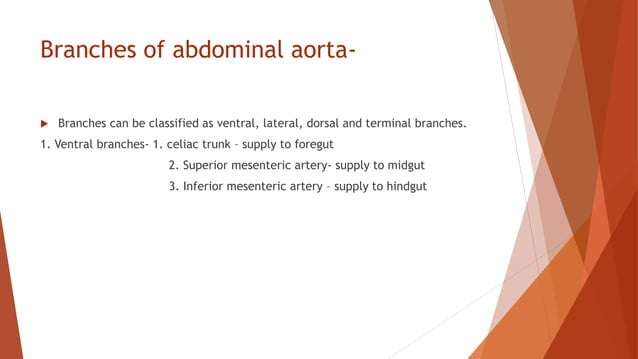 Branches of abdominal aorta-
Branches can be classified as ventral, lateral, dorsal and terminal branches.
1. Ventral branches- 1. celiac trunk – supply to foregut
2. Superior mesenteric artery- supply to midgut
3. Inferior mesenteric artery – supply to hindgut